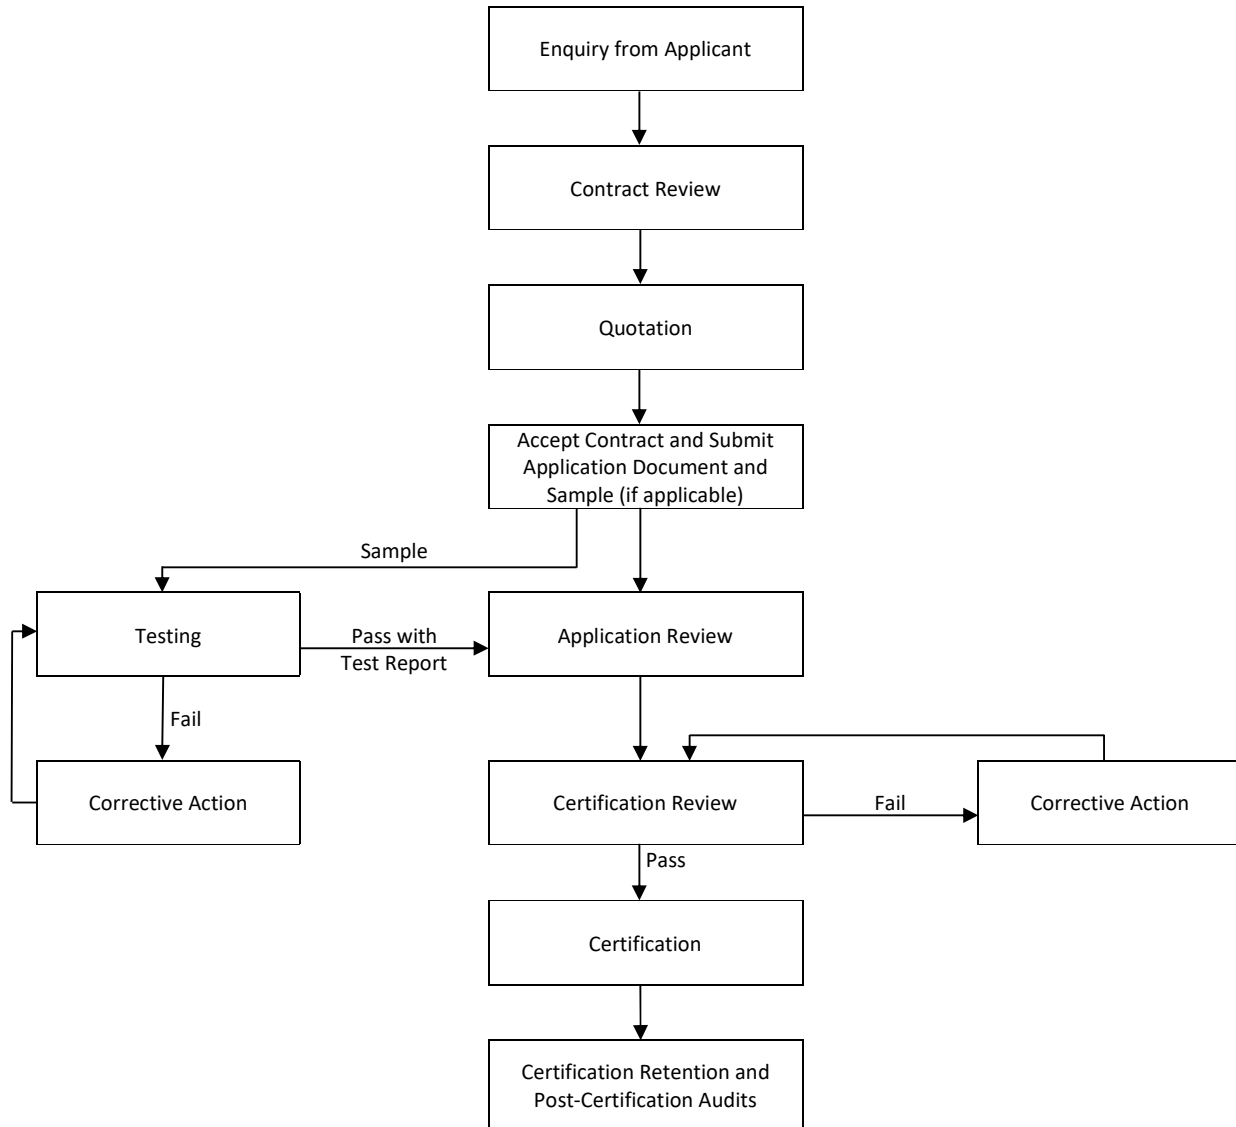 Enquiry from Applicant
Contract Review
Quotation
Accept Contract and Submit
Application Document and
Sample (if applicable)
Sample
Testing
Pass with
Test Report
Application Review
Fail
Corrective Action
Certification Review
Fail
Corrective Action
Pass
Certification
Certification Retention and
Post-Certification Audits